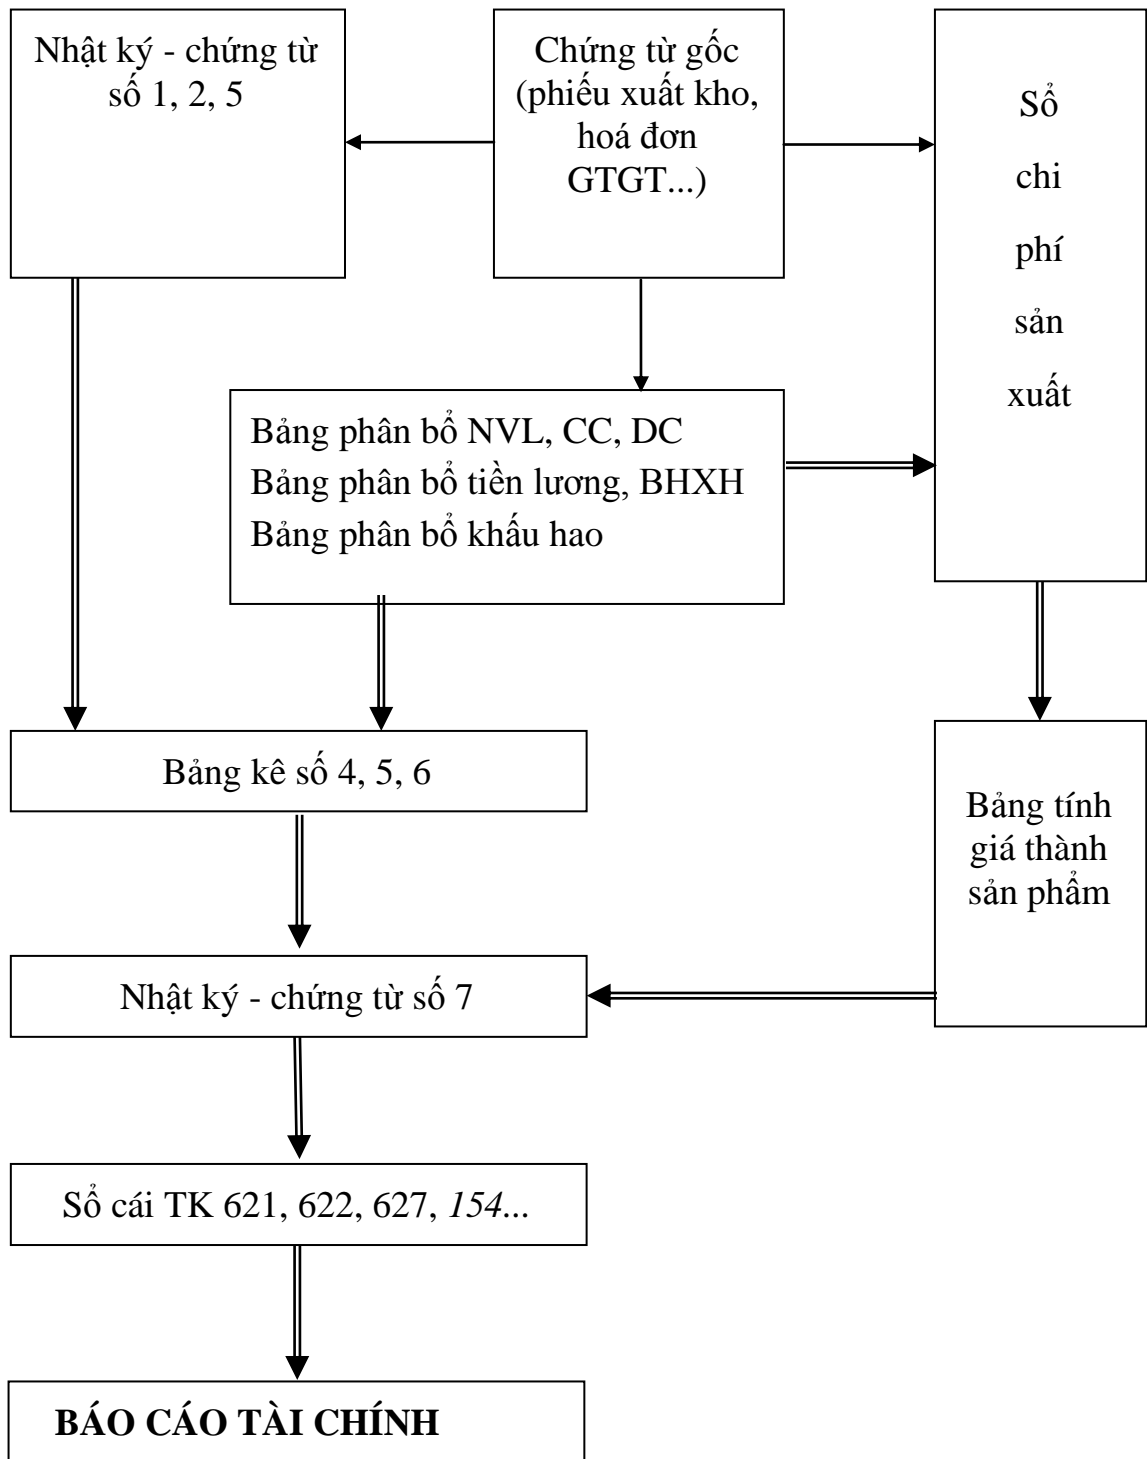 Nhật ký - chứng từ
số 1, 2, 5
Chứng từ gốc
(phiếu xuất kho,
hoá đơn
GTGT...)
Sổ
chi
phí
sản
xuất
Bảng phân bổ NVL, CC, DC
Bảng phân bổ tiền lương, BHXH
Bảng phân bổ khấu hao
Bảng kê số 4, 5, 6
Bảng tính
giá thành
sản phẩm
Nhật ký - chứng từ số 7
Sổ cái TK 621, 622, 627, 154...
BÁO CÁO TÀI CHÍNH